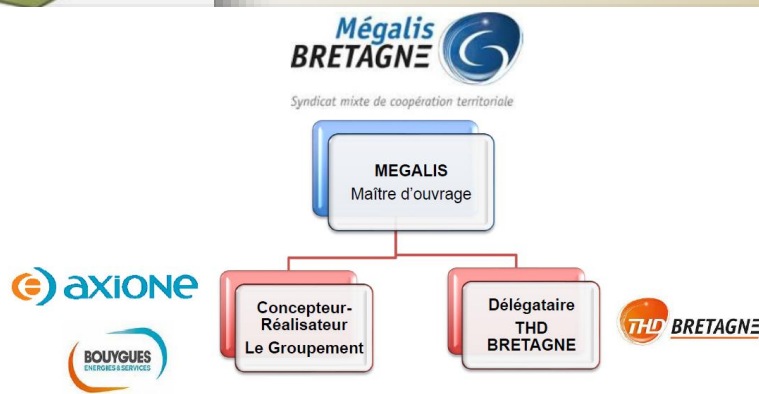 Mégalis
BRETAGNE
Syndicat mixte de coopération territoriale
MEGALIS
Maître d'ouvrage
axione
BOUYGUES
ENERGIES & SERVICES
Concepteur-
Réalisateur
Le Groupement
Délégataire
THD
BRETAGNE
THD BRETAGNE